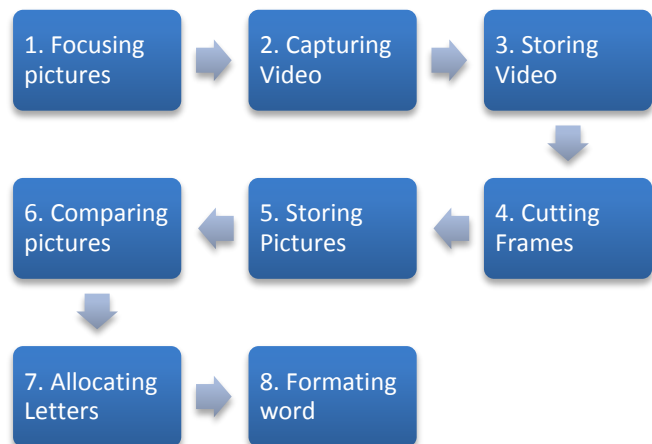 1. Focusing
pictures
2. Capturing
Video
3. Storing
Video
4. Cutting
Frames
5. Storing
Pictures
6. Comparing
pictures
7. Allocating
Letters
8. Formating
word